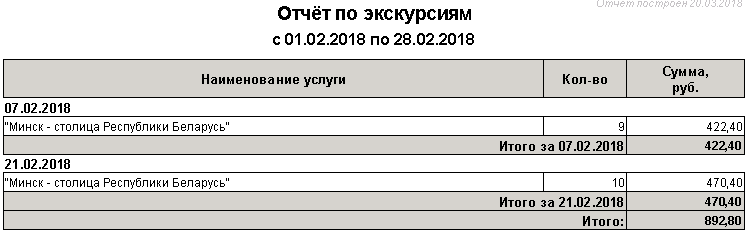 Отчёт построен 20.03.2018
Отчёт по экскурсиям
с 01.02.2018 по 28.02.2018
Наименование услуги Кол-во Сумма, руб.
07.02.2018
"Минск - столица Республики Беларусь" 9 422,40
Итого за 07.02.2018 422,40
21.02.2018
"Минск - столица Республики Беларусь" 10 470,40
Итого за 21.02.2018 470,40
Итого: 892,80